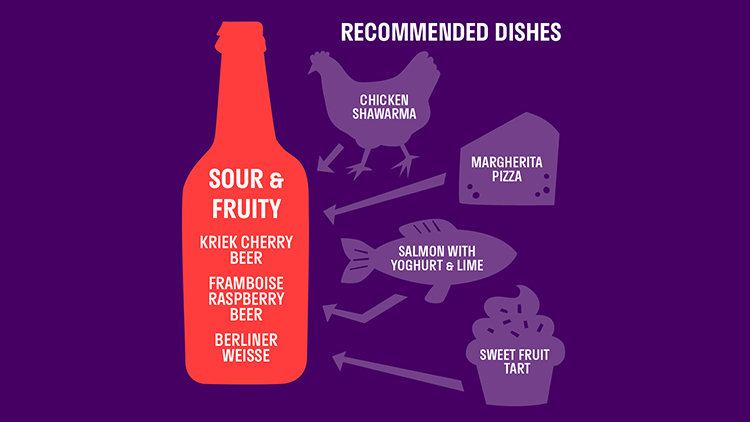 RECOMMENDED DISHES
SOUR &
FRUITY
KRIEK CHERRY
BEER
FRAMBOISE
RASPBERRY
BEER
BERLINER
WEISSE
CHICKEN
SHAWARMA
MARGHERITA
PIZZA
SALMON WITH
YOGHURT & LIME
SWEET FRUIT
TART